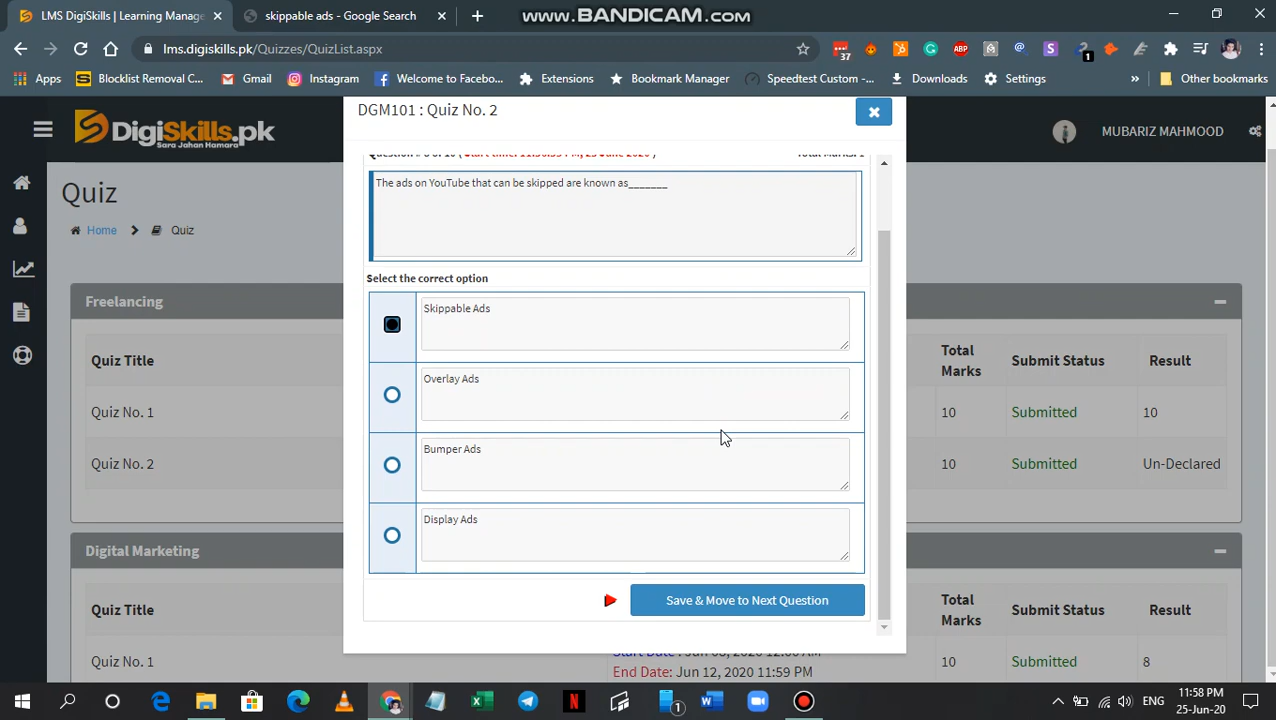 LMS DigiSkills | Learning Manage
skippable ads - Google Search
WWW.BANDICAM.COM
lms.digiskills.pk/Quizzes/QuizList.aspx
37
ABP
1
Apps
Blocklist Removal C...
Gmail
Instagram
Welcome to Facebo...
Extensions
Bookmark Manager
Speedtest Custom -...
Downloads
Settings
»
Other bookmarks
DigiSkills.pk
Sara Jahan Hamara
MUBARIZ MAHMOOD
DGM101 : Quiz No. 2
Quiz
Home
Quiz
The ads on YouTube that can be skipped are known as_______
Select the correct option
Skippable Ads
Overlay Ads
Bumper Ads
Display Ads
Save & Move to Next Question
Freelancing
Quiz Title
Total
Marks
Submit Status
Result
Quiz No. 1
10
Submitted
10
Quiz No. 2
10
Submitted
Un-Declared
Digital Marketing
Quiz Title
Total
Marks
Submit Status
Result
Quiz No. 1
End Date: Jun 12, 2020 11:59 PM
10
Submitted
8
1
ENG
11:58 PM
25-Jun-20